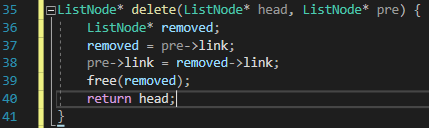 35 ListNode* delete(ListNode* head, ListNode* pre) {
36 ListNode* removed;
37 removed = pre->link;
38 pre->link = removed->link;
39 free(removed);
40 return head;
41 }